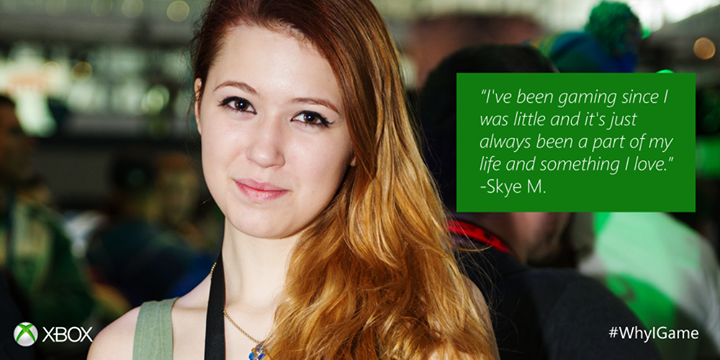 “I've been gaming since I
was little and it's just
always been a part of my
life and something I love.”
-Skye M.
XBOX
#WhyIGame